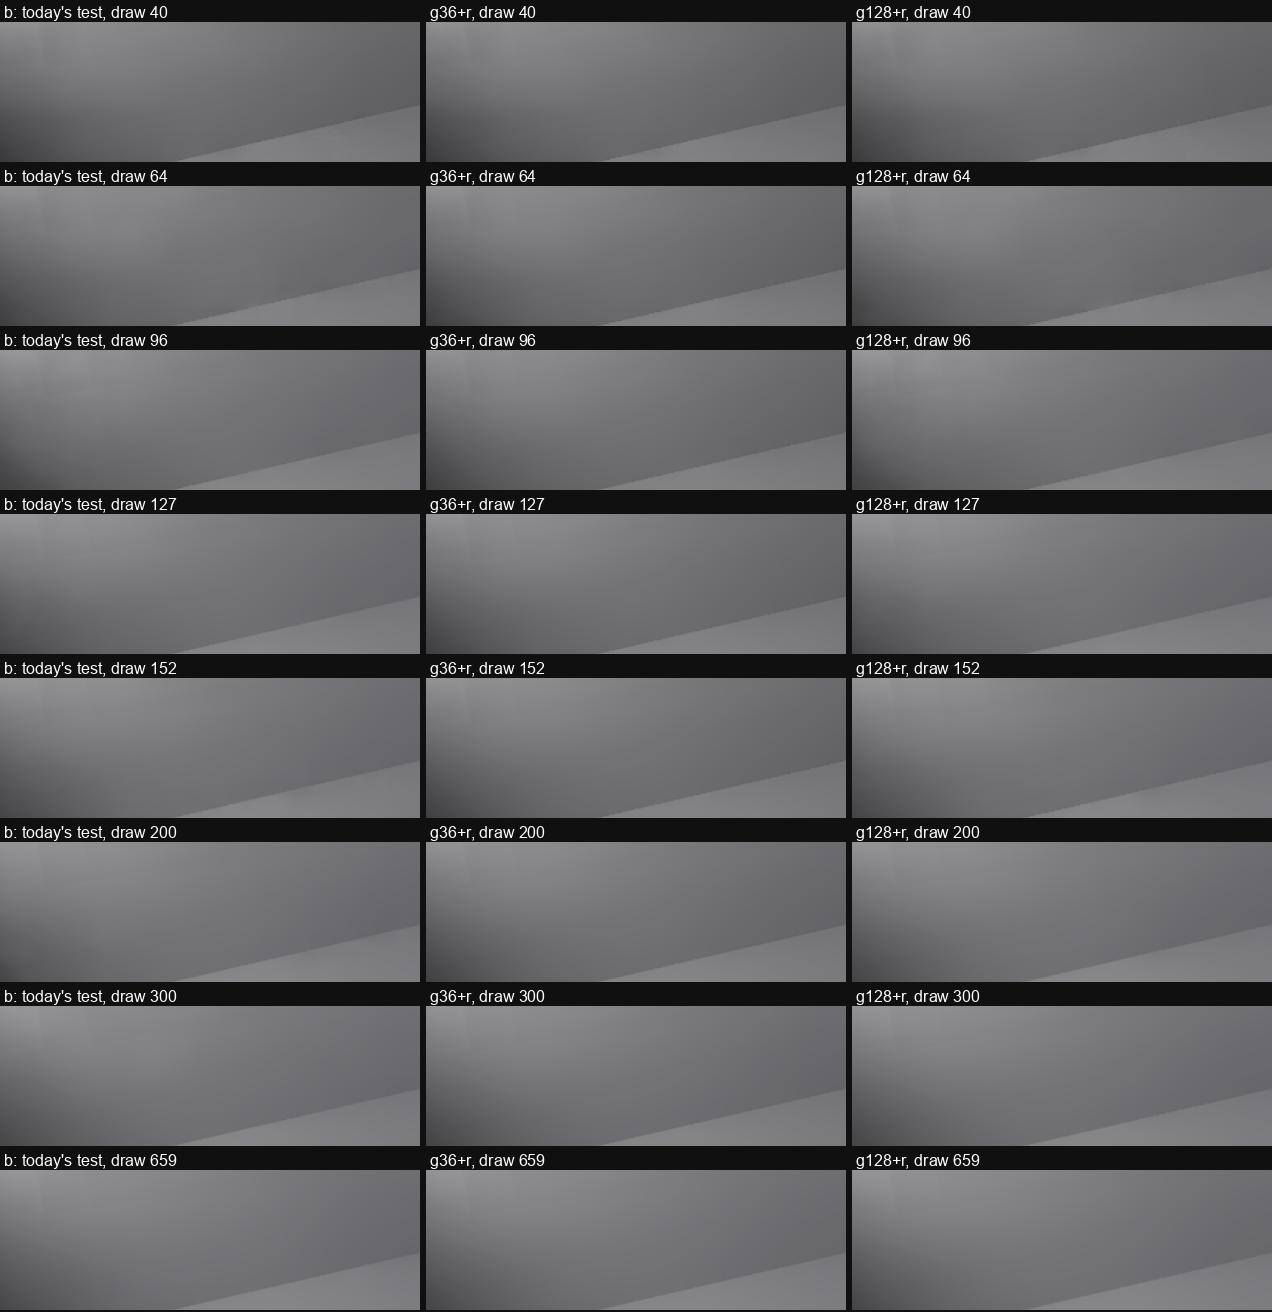 b: today's test, draw 40
g36+r, draw 40
g128+r, draw 40
b: today's test, draw 64
g36+r, draw 64
g128+r, draw 64
b: today's test, draw 96
g36+r, draw 96
g128+r, draw 96
b: today's test, draw 127
g36+r, draw 127
g128+r, draw 127
b: today's test, draw 152
g36+r, draw 152
g128+r, draw 152
b: today's test, draw 200
g36+r, draw 200
g128+r, draw 200
b: today's test, draw 300
g36+r, draw 300
g128+r, draw 300
b: today's test, draw 659
g36+r, draw 659
g128+r, draw 659